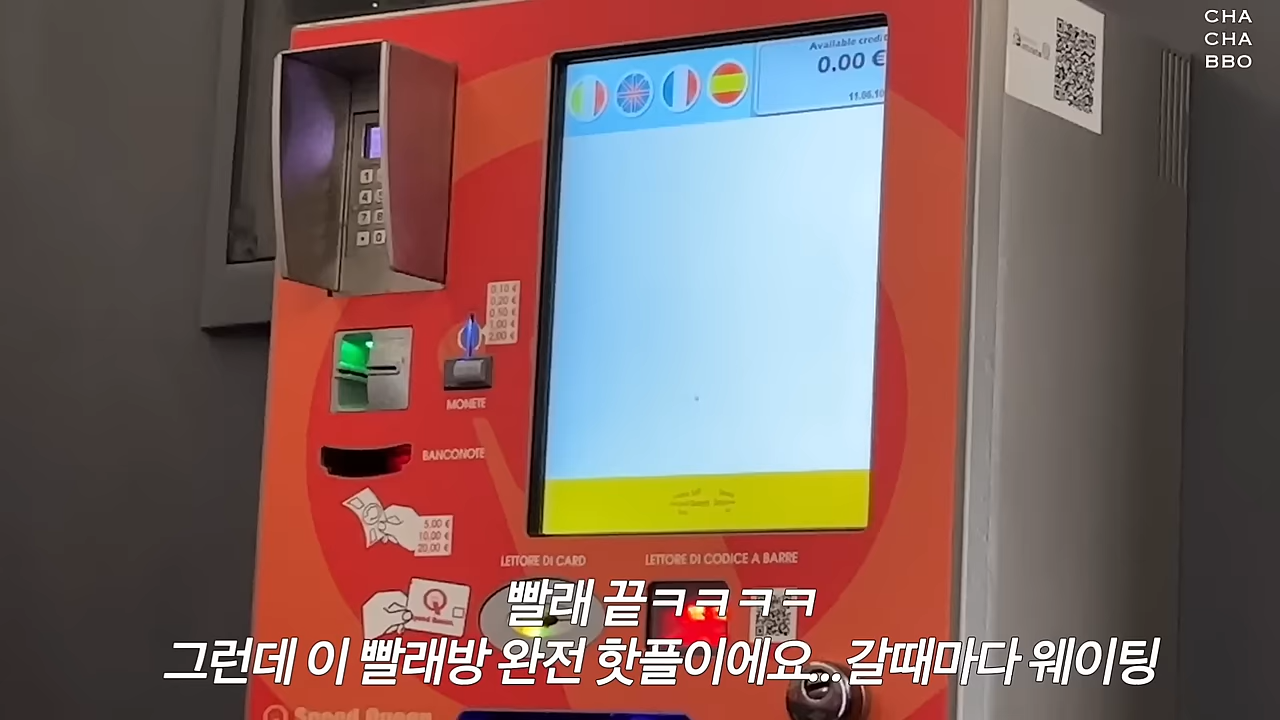 CHA
CHA
BBO
Available credit
0.00 €
11.06.10
0,10 €
0,20 €
0,50 €
1,00 €
2,00 €
MONETE
BANCONOTE
5,00 €
10,00 €
20,00 €
LETTORE DI CARD
LETTORE DI CODICE A BARRE
Speed Queen
빨래 끝ㅋㅋㅋㅋ
그런데 이 빨래방 완전 핫플이에요... 갈때마다 웨이팅
Speed Queen